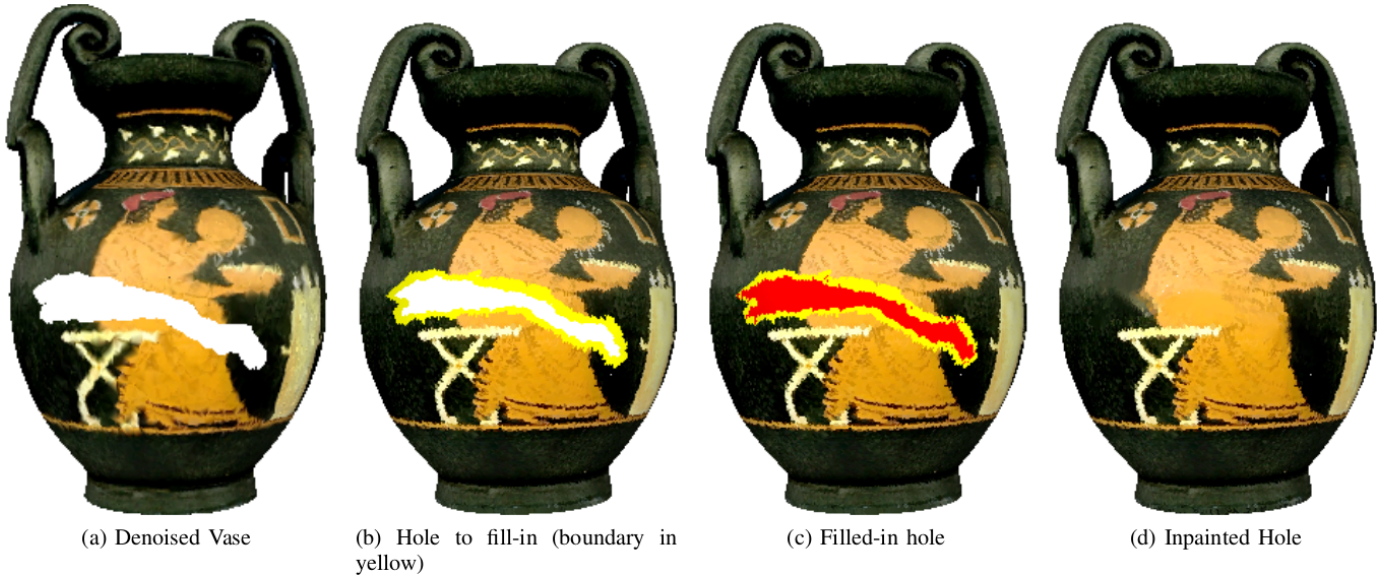 (a) Denoised Vase
(b) Hole to fill-in (boundary in
yellow)
(c) Filled-in hole
(d) Inpainted Hole